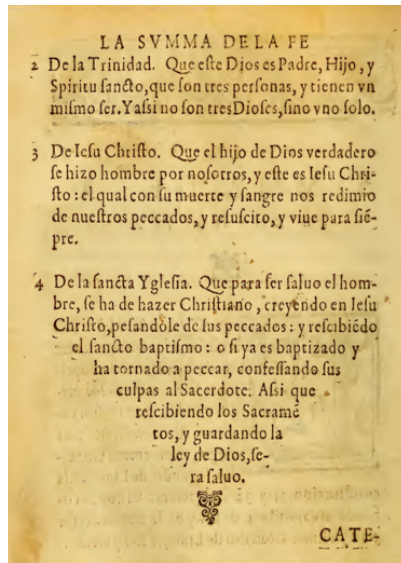 LA SVMMA DE LA FE
2 De la Trinidad. Que eſte Dios es Padre, Hijo, y
Spiritu ſancto, que ſon tres perſonas, y tienen vn
miſmo ſer. Y aſsi no ſon tres Dioſes, ſino vno ſolo.
3 De Ieſu Chriſto. Que el hijo de Dios verdadero
ſe hizo hombre por noſotros, y eſte es Ieſu Chri-
ſto: el qual con ſu muerte y ſangre nos redimio
de nueſtros peccados, y reſuſcito, y viue para ſié-
pre.
4 De la ſancta Ygleſia. Que para ſer ſaluo el hom-
bre, ſe ha de hazer Chriſtiano, creyendo en Ieſu
Chriſto, peſandole de ſus peccados: y reſcibiédo
el ſancto baptiſmo: o ſi ya es baptizado y
ha tornado a peccar, confeſſando ſus
culpas al Sacerdote. Aſsi que
reſcibiendo los Sacramé
tos, y guardando la
ley de Dios, ſe-
ra ſaluo.
CATE-